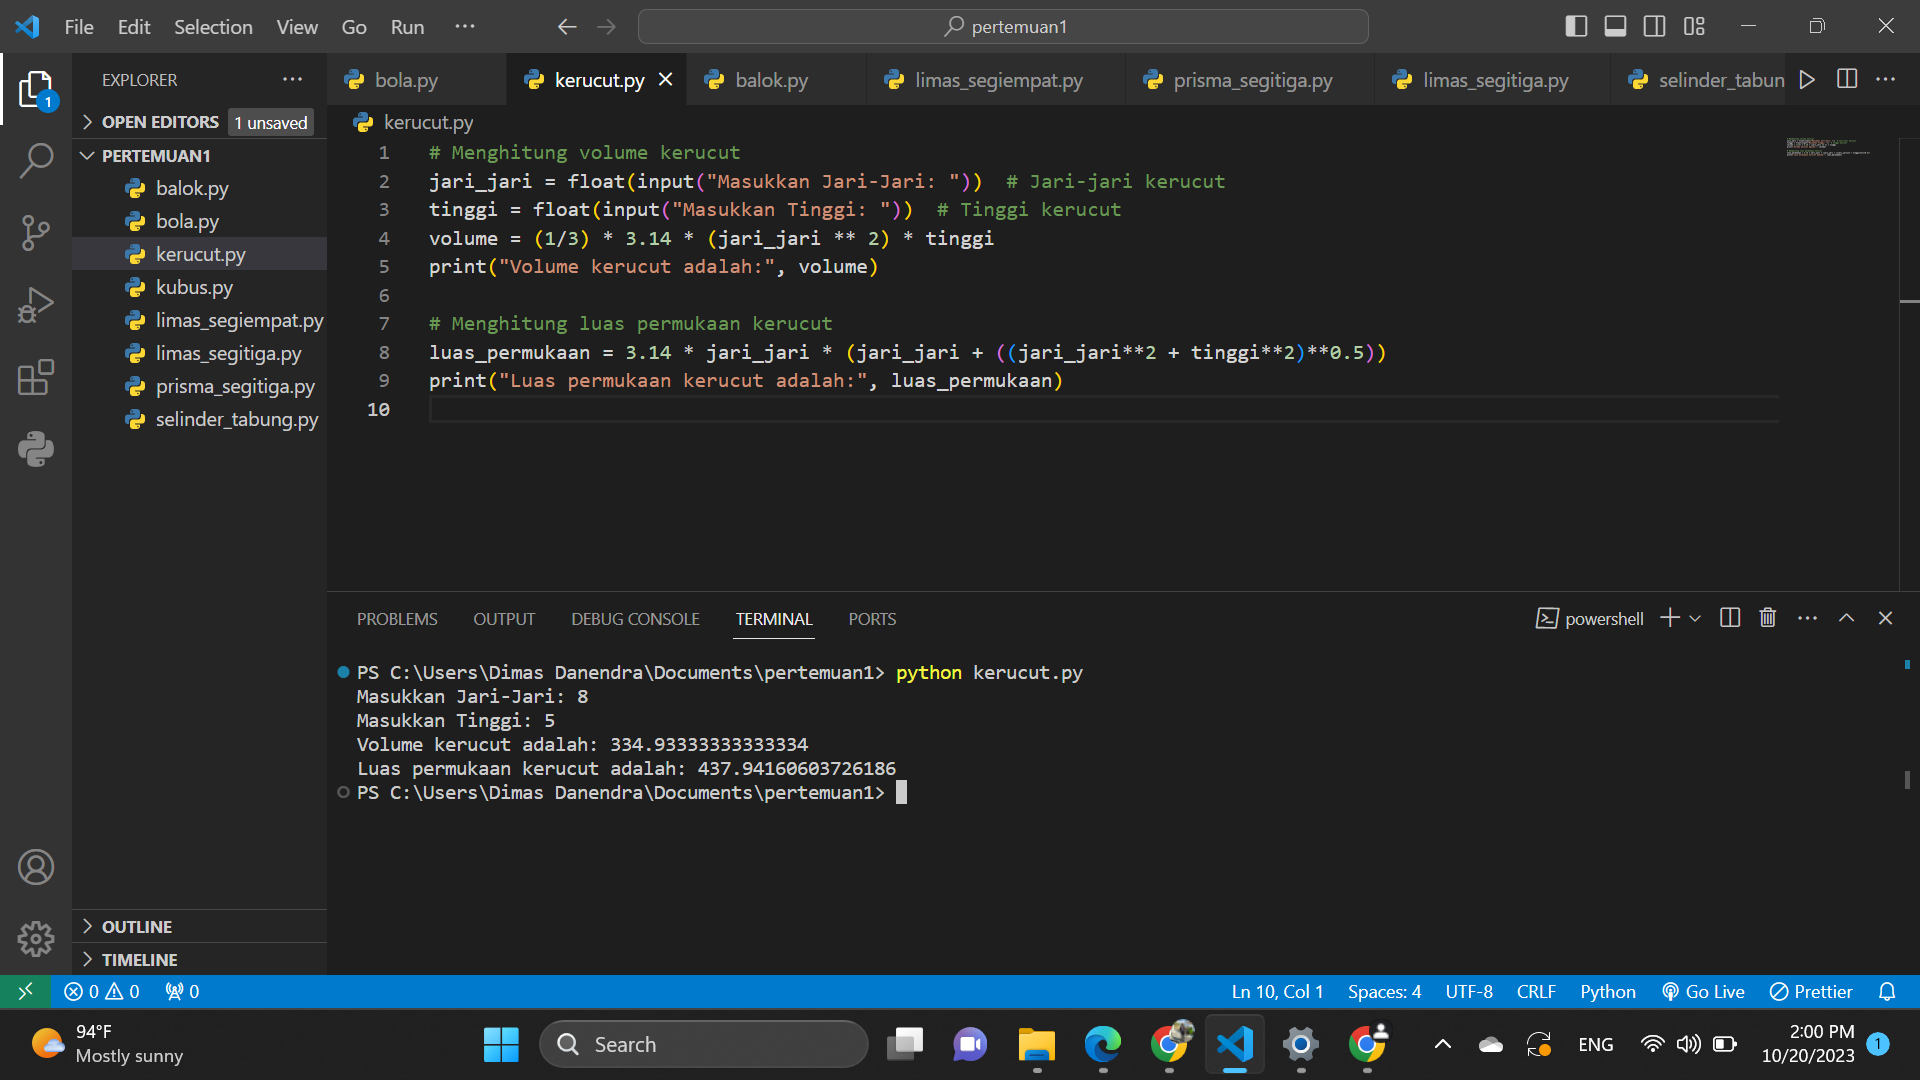 File Edit Selection View Go Run ···
pertemuan1
EXPLORER
bola.py kerucut.py balok.py limas_segiempat.py prisma_segitiga.py limas_segitiga.py selinder_tabun
OPEN EDITORS 1 unsaved
PERTEMUAN1
balok.py
bola.py
kerucut.py
kubus.py
limas_segiempat.py
limas_segitiga.py
prisma_segitiga.py
selinder_tabung.py
OUTLINE
TIMELINE
kerucut.py
1 # Menghitung volume kerucut
2 jari_jari = float(input("Masukkan Jari-Jari: "))  # Jari-jari kerucut
3 tinggi = float(input("Masukkan Tinggi: "))  # Tinggi kerucut
4 volume = (1/3) * 3.14 * (jari_jari ** 2) * tinggi
5 print("Volume kerucut adalah:", volume)
6
7 # Menghitung luas permukaan kerucut
8 luas_permukaan = 3.14 * jari_jari * (jari_jari + ((jari_jari**2 + tinggi**2)**0.5))
9 print("Luas permukaan kerucut adalah:", luas_permukaan)
10
PROBLEMS OUTPUT DEBUG CONSOLE TERMINAL PORTS
powershell
PS C:\Users\Dimas Danendra\Documents\pertemuan1> python kerucut.py
Masukkan Jari-Jari: 8
Masukkan Tinggi: 5
Volume kerucut adalah: 334.93333333333334
Luas permukaan kerucut adalah: 437.94160603726186
PS C:\Users\Dimas Danendra\Documents\pertemuan1>
0 0 0
Ln 10, Col 1 Spaces: 4 UTF-8 CRLF Python Go Live Prettier
94°F
Mostly sunny
Search
ENG
2:00 PM
10/20/2023
1
1